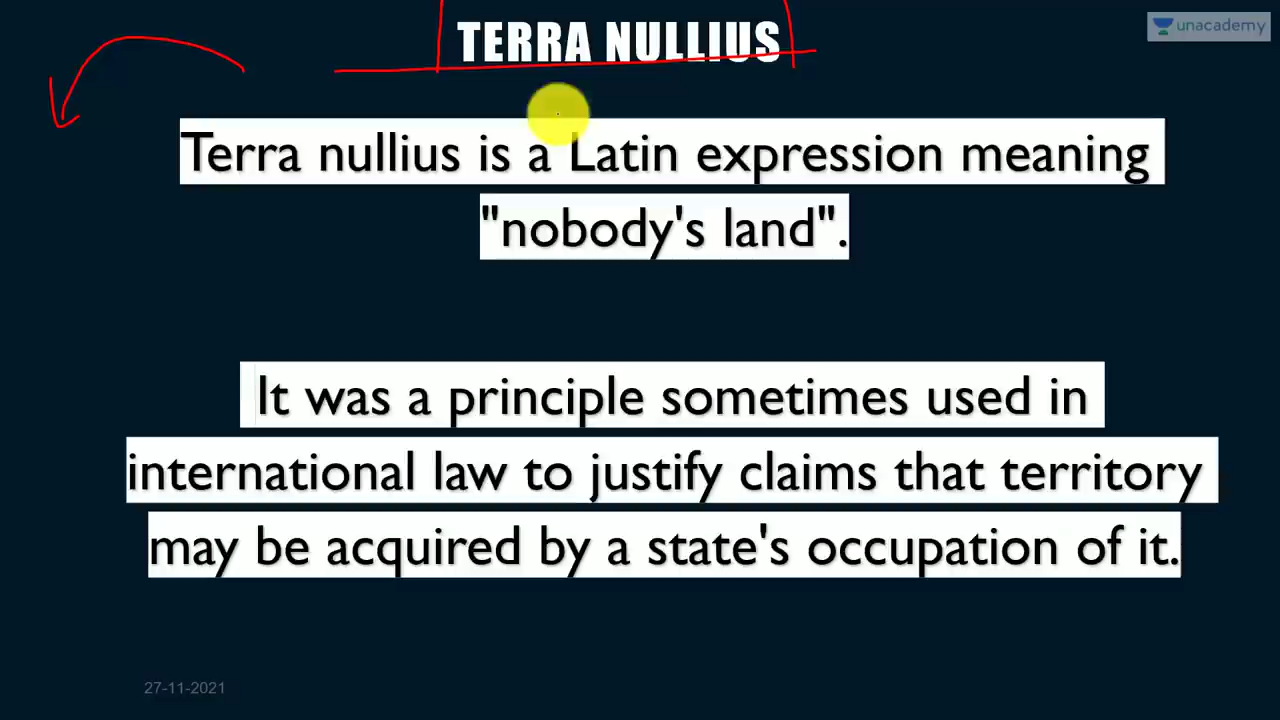 TERRA NULLIUS
unacademy
Terra nullius is a Latin expression meaning
"nobody's land".
It was a principle sometimes used in
international law to justify claims that territory
may be acquired by a state's occupation of it.
27-11-2021